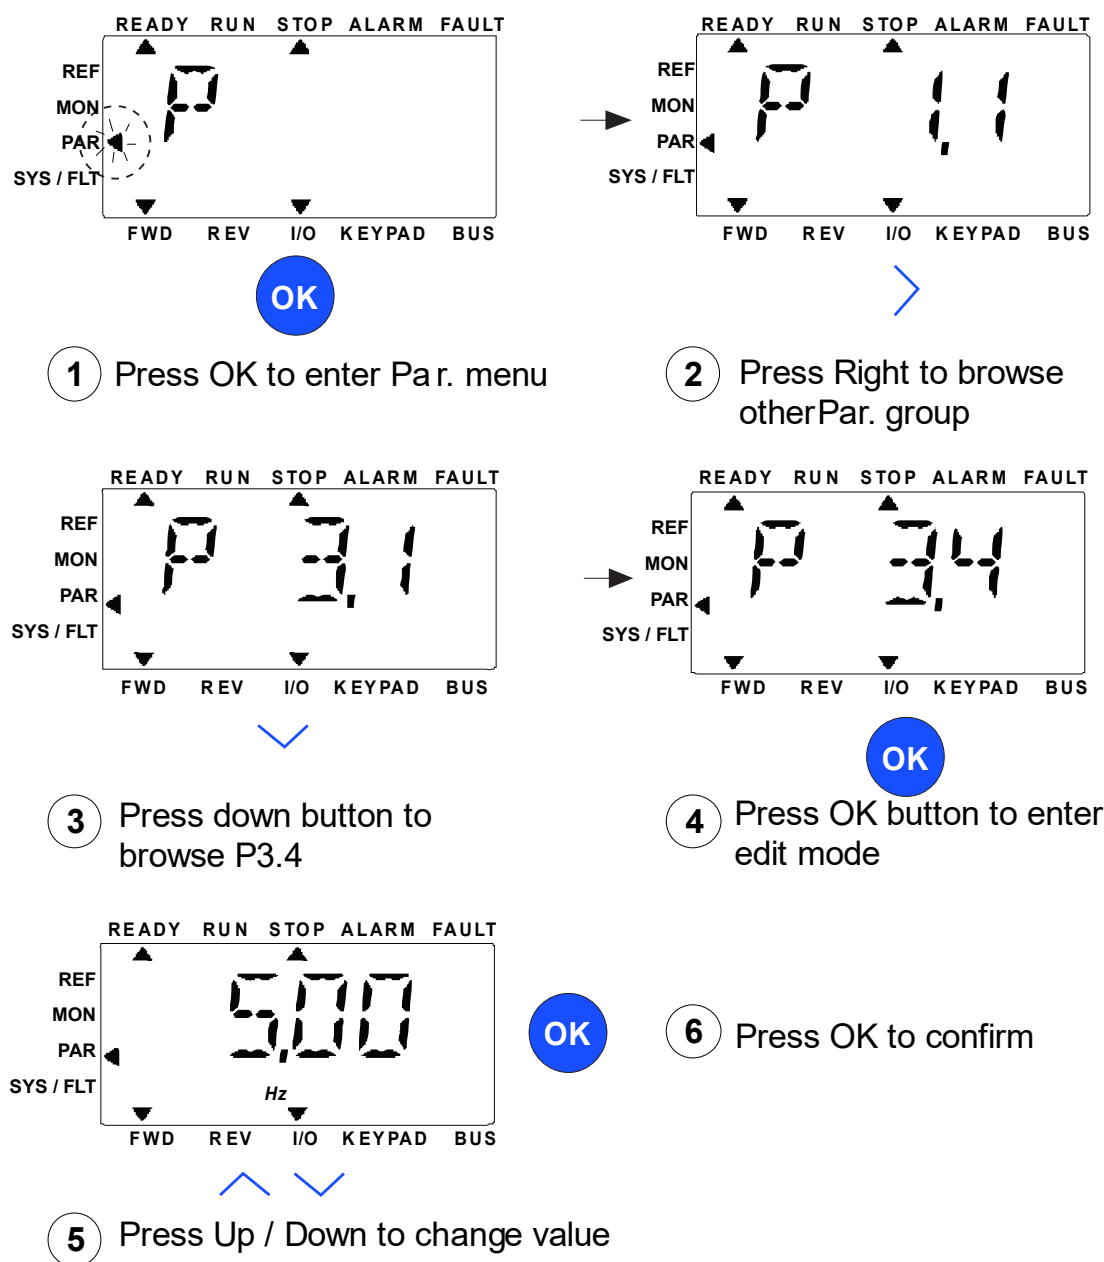 READY RUN STOP ALARM FAULT
REF
MON
PAR
SYS / FLT
P
FWD REV I/O KEYPAD BUS
OK
1 Press OK to enter Par. menu
READY RUN STOP ALARM FAULT
REF
MON
PAR
SYS / FLT
P 1.1
FWD REV I/O KEYPAD BUS
2 Press Right to browse
otherPar. group
READY RUN STOP ALARM FAULT
REF
MON
PAR
SYS / FLT
P 3.1
FWD REV I/O KEYPAD BUS
3 Press down button to
browse P3.4
READY RUN STOP ALARM FAULT
REF
MON
PAR
SYS / FLT
P 3.4
FWD REV I/O KEYPAD BUS
OK
4 Press OK button to enter
edit mode
READY RUN STOP ALARM FAULT
REF
MON
PAR
SYS / FLT
5.00
Hz
FWD REV I/O KEYPAD BUS
5 Press Up / Down to change value
OK
6 Press OK to confirm